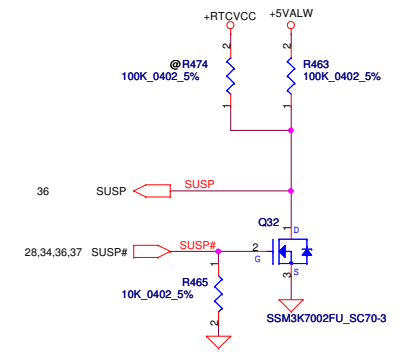 +RTCVCC
+5VALW
2
2
@R474
100K_0402_5%
R463
100K_0402_5%
1
1
36
SUSP
SUSP
Q32
1
D
28,34,36,37
SUSP#
SUSP#
2
G
3
S
1
R465
10K_0402_5%
2
SSM3K7002FU_SC70-3